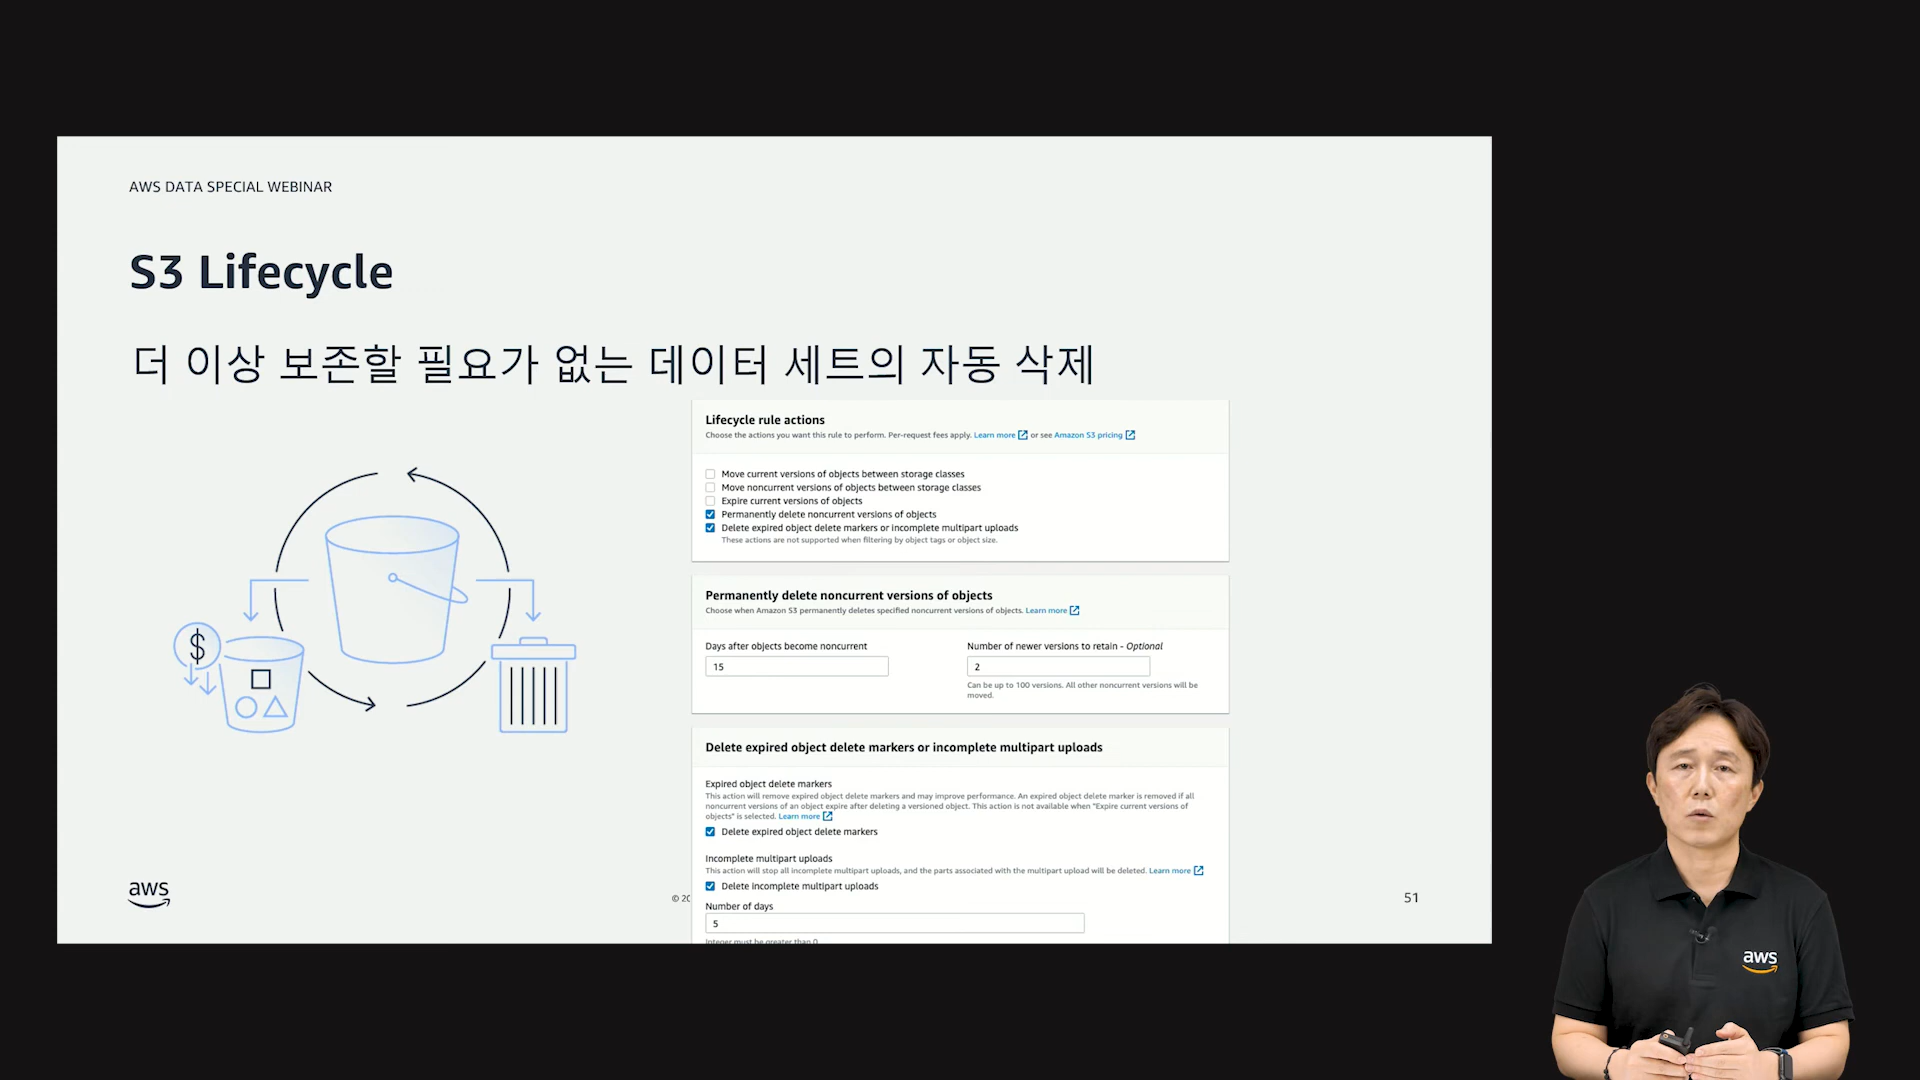 AWS DATA SPECIAL WEBINAR
S3 Lifecycle
더 이상 보존할 필요가 없는 데이터 세트의 자동 삭제
Lifecycle rule actions
Choose the actions you want this rule to perform. Per-request fees apply. Learn more or see Amazon S3 pricing
Move current versions of objects between storage classes
Move noncurrent versions of objects between storage classes
Expire current versions of objects
Permanently delete noncurrent versions of objects
Delete expired object delete markers or incomplete multipart uploads
These actions are not supported when filtering by object tags or object size.
Permanently delete noncurrent versions of objects
Choose when Amazon S3 permanently deletes specified noncurrent versions of objects. Learn more
Days after objects become noncurrent
15
Number of newer versions to retain - Optional
2
Can be up to 100 versions. All other noncurrent versions will be
moved.
Delete expired object delete markers or incomplete multipart uploads
Expired object delete markers
This action will remove expired object delete markers and may improve performance. An expired object delete marker is removed if all
noncurrent versions of an object expire after deleting a versioned object. This action is not available when "Expire current versions of
objects" is selected. Learn more
Delete expired object delete markers
Incomplete multipart uploads
This action will stop all incomplete multipart uploads, and the parts associated with the multipart upload will be deleted. Learn more
Delete incomplete multipart uploads
Number of days
5
Integer must be greater than 0
$
aws
© 20
51
aws